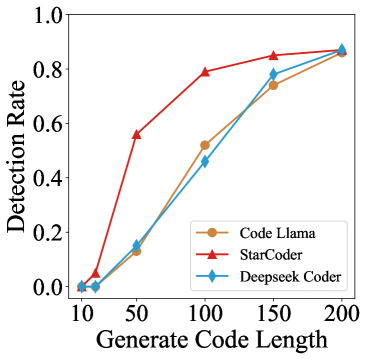 1.0
0.8
0.6
0.4
0.2
0.0
Detection Rate
Code Llama
StarCoder
Deepseek Coder
10 50 100 150 200
Generate Code Length